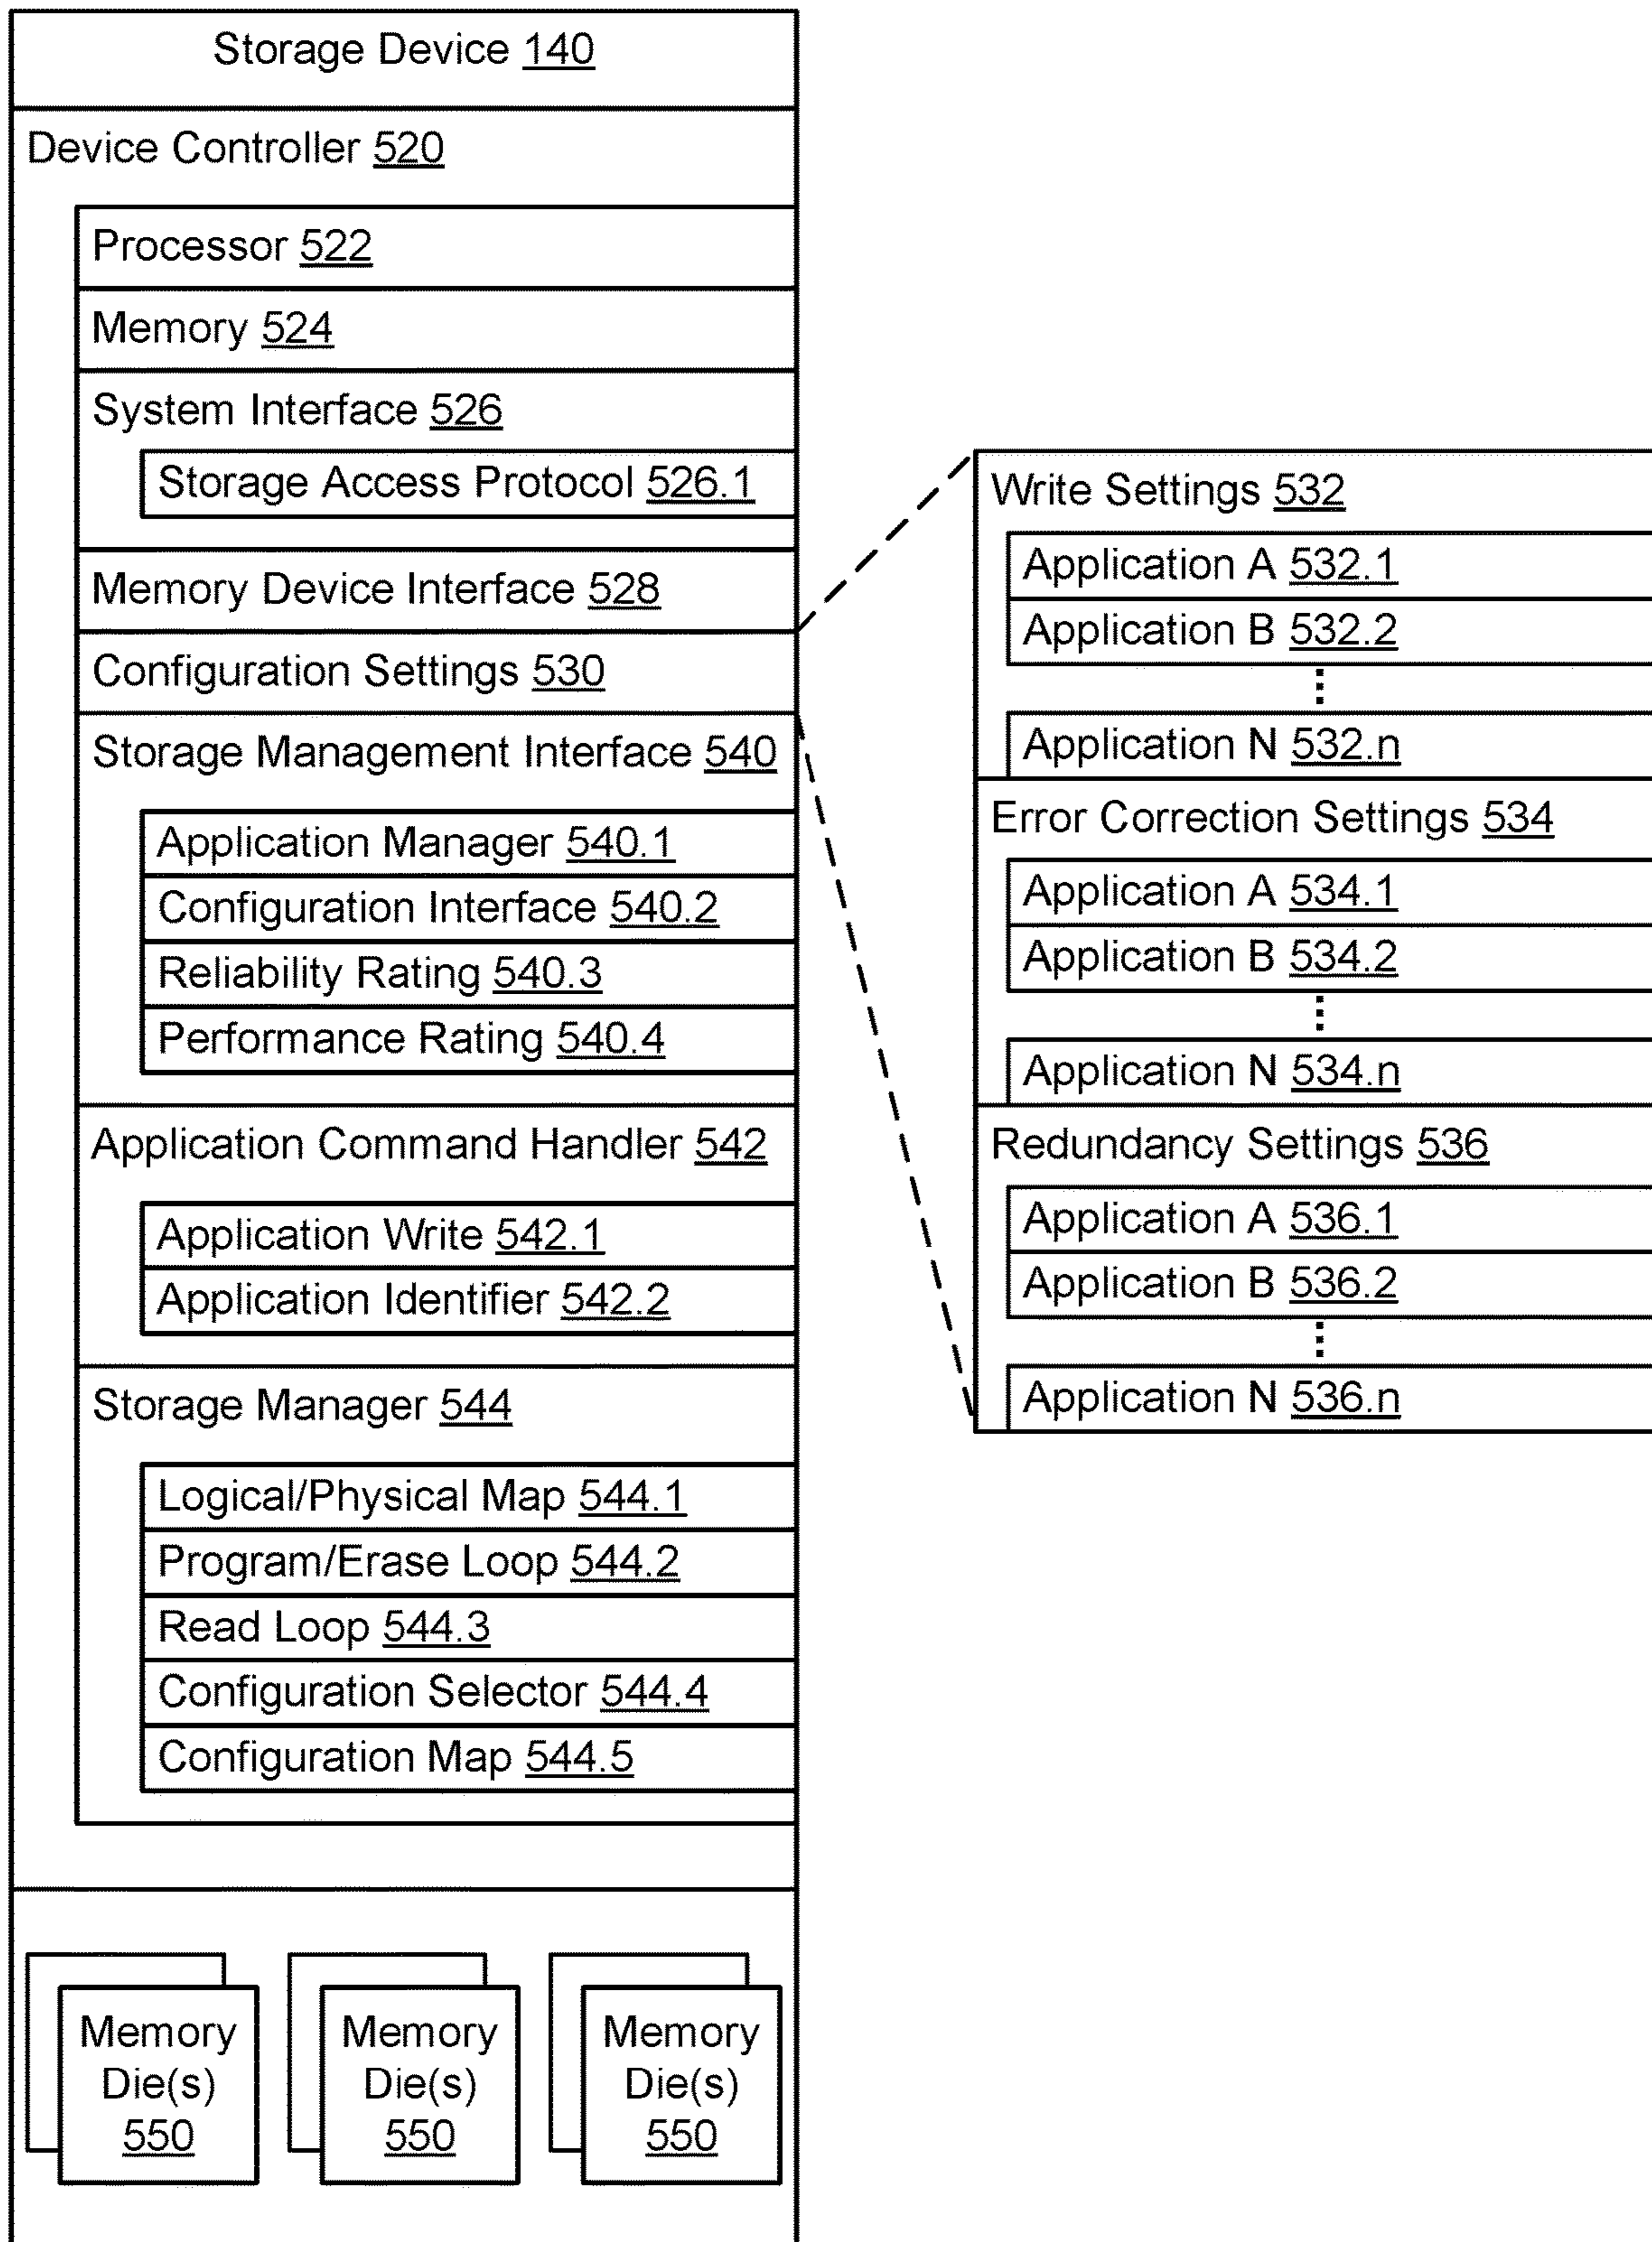 Storage Device 140
Device Controller 520
Processor 522
Memory 524
System Interface 526
Storage Access Protocol 526.1
Memory Device Interface 528
Configuration Settings 530
Storage Management Interface 540
Application Manager 540.1
Configuration Interface 540.2
Reliability Rating 540.3
Performance Rating 540.4
Application Command Handler 542
Application Write 542.1
Application Identifier 542.2
Storage Manager 544
Logical/Physical Map 544.1
Program/Erase Loop 544.2
Read Loop 544.3
Configuration Selector 544.4
Configuration Map 544.5
Memory
Die(s)
550
Memory
Die(s)
550
Memory
Die(s)
550
Write Settings 532
Application A 532.1
Application B 532.2
Application N 532.n
Error Correction Settings 534
Application A 534.1
Application B 534.2
Application N 534.n
Redundancy Settings 536
Application A 536.1
Application B 536.2
Application N 536.n